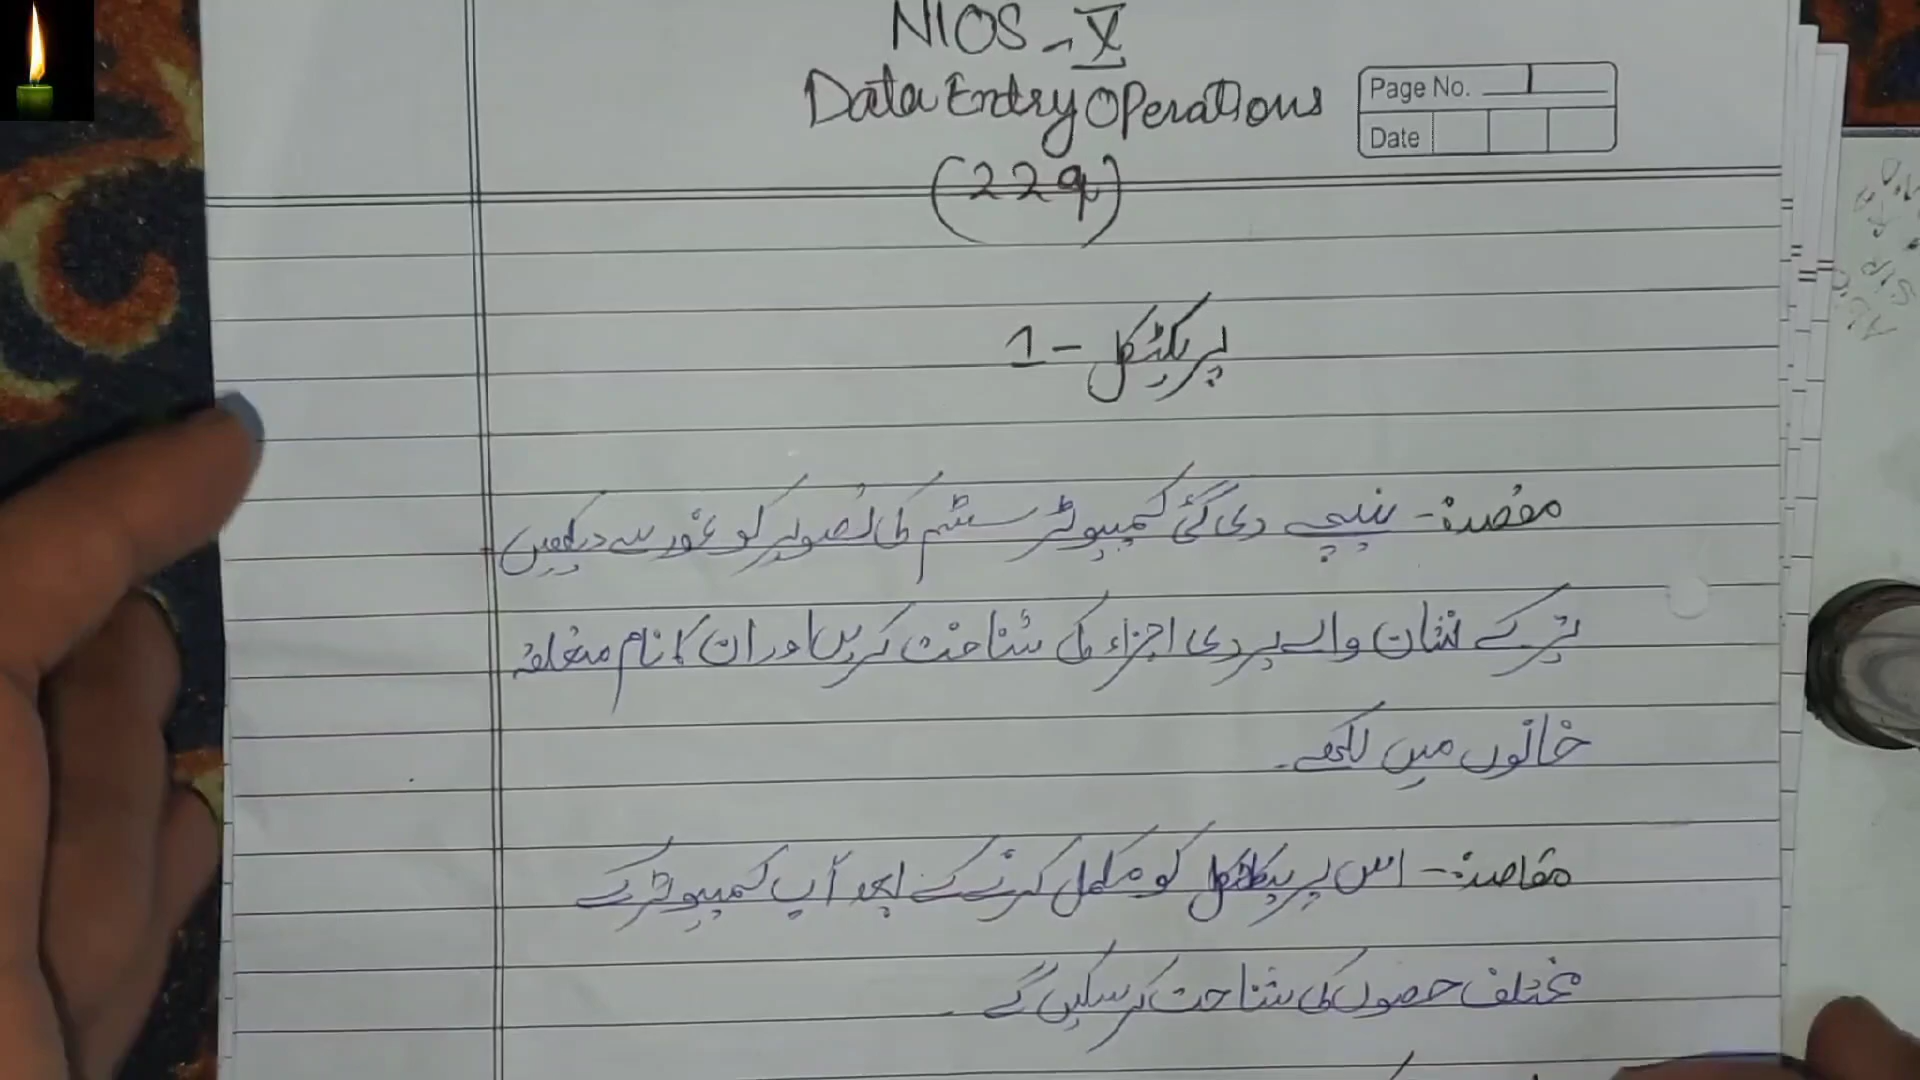 NIOS - X
Data Entry Operations
Page No. 1
Date
(229)
پریکٹیکل - 1
مقصد:- نیچے دی گئی کمپیوٹر سسٹم کی تصویر کو غور سے دیکھیں
تیر کے نشان والے پر دی اجزاء کی شناخت کریں اور ان کا نام متعلقہ
خانوں میں لکھے۔
مقاصد:- اس پریکٹیکل کو مکمل کرنے کے بعد آپ کمپیوٹر کے
مختلف حصوں کی شناخت کر سکیں گے